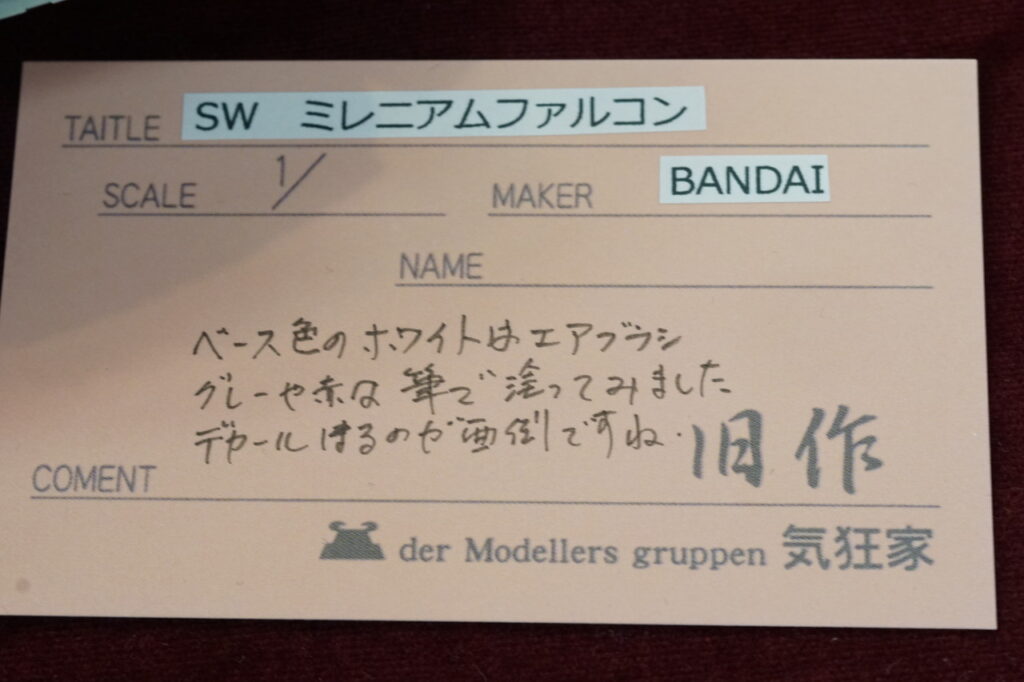 TAITLE SW ミレニアムファルコン
SCALE 1/ MAKER BANDAI
NAME
ベース色のホワイトはエアブラシ
グレーや赤は筆で塗ってみました
デカールはるのが面倒ですね.
旧作
COMENT
der Modellers gruppen 気狂家